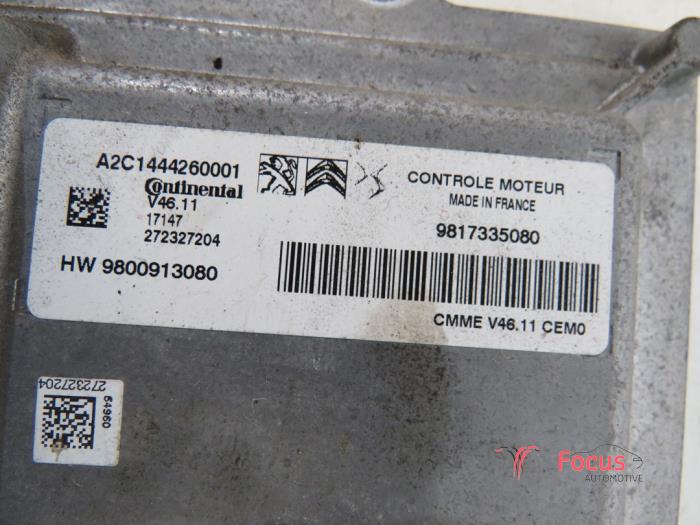 A2C1444260001
Continental
V46.11
17147
272327204
HW 9800913080
CONTROLE MOTEUR
MADE IN FRANCE
9817335080
CMME V46.11 CEM0
272327204
54960
Focus
AUTOMOTIVE